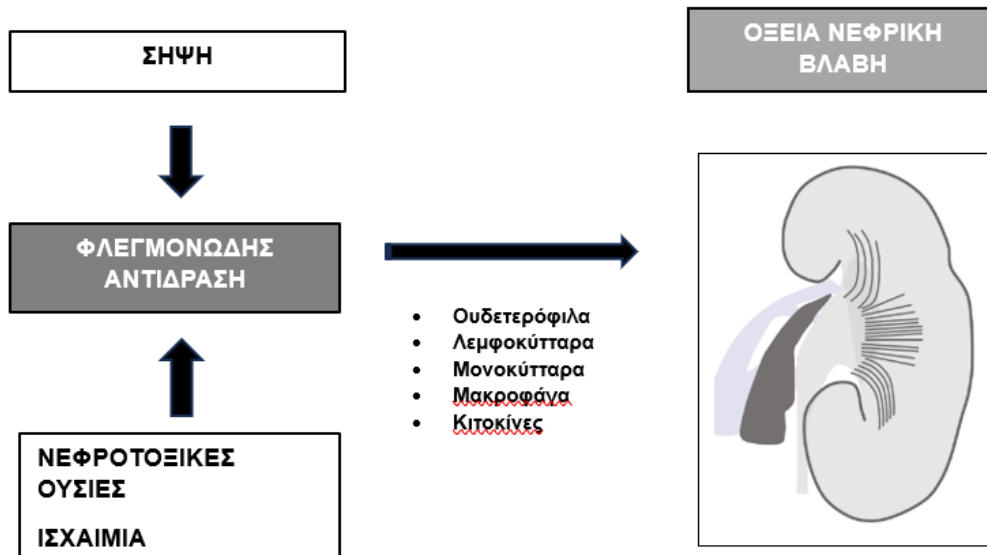 ΣΗΨΗ
ΟΞΕΙΑ ΝΕΦΡΙΚΗ
ΒΛΑΒΗ
ΦΛΕΓΜΟΝΩΔΗΣ
ΑΝΤΙΔΡΑΣΗ
• Ουδετερόφιλα
• Λεμφοκύτταρα
• Μονοκύτταρα
• Μακροφάγα
• Κιτοκίνες
ΝΕΦΡΟΤΟΞΙΚΕΣ
ΟΥΣΙΕΣ
ΙΣΧΑΙΜΙΑ